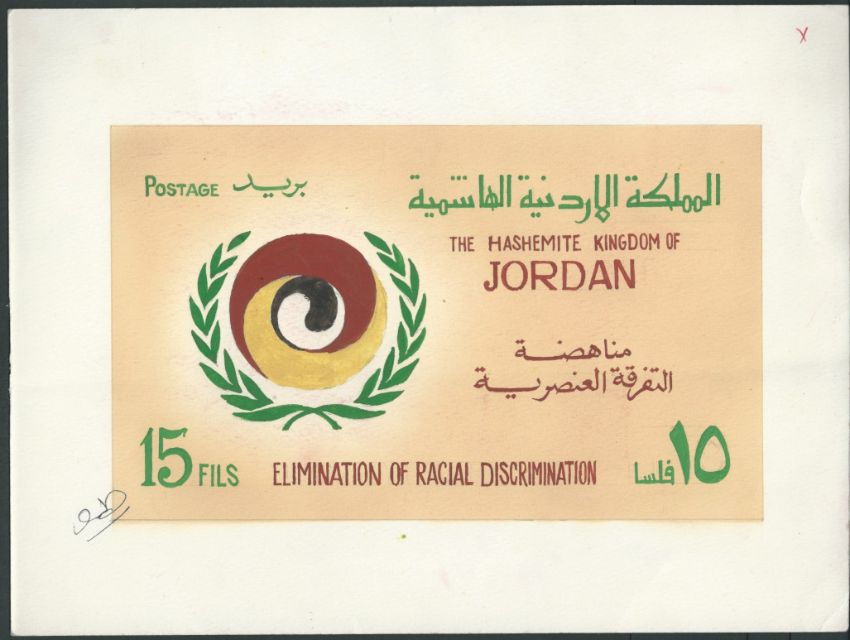 POSTAGE بريد
المملكة الاردنية الهاشمية
THE HASHEMITE KINGDOM OF
JORDAN
مناهضة
التفرقة العنصرية
15 FILS
ELIMINATION OF RACIAL DISCRIMINATION
١٥ فلسا
X